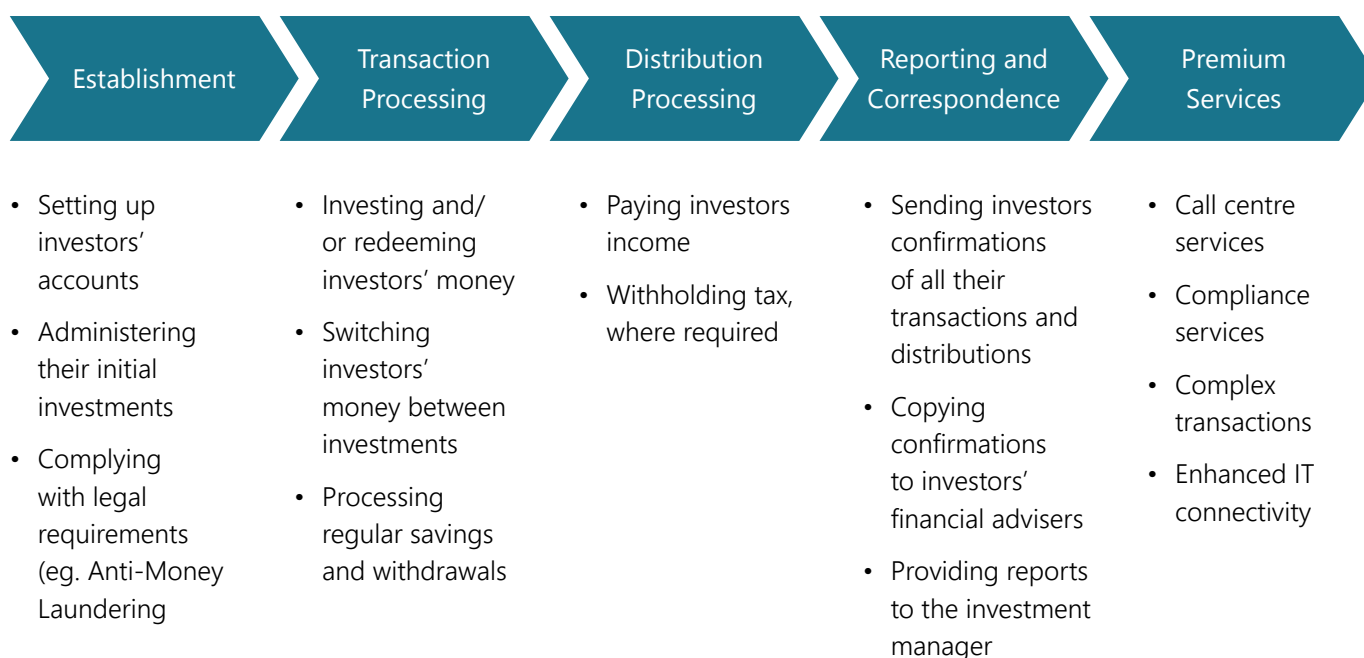 Establishment
Transaction
Processing
Distribution
Processing
Reporting and
Correspondence
Premium
Services
• Setting up
investors’
accounts
• Administering
their initial
investments
• Complying
with legal
requirements
(eg. Anti-Money
Laundering
• Investing and/
or redeeming
investors’ money
• Switching
investors’
money between
investments
• Processing
regular savings
and withdrawals
• Paying investors
income
• Withholding tax,
where required
• Sending investors
confirmations
of all their
transactions and
distributions
• Copying
confirmations
to investors’
financial advisers
• Providing reports
to the investment
manager
• Call centre
services
• Compliance
services
• Complex
transactions
• Enhanced IT
connectivity